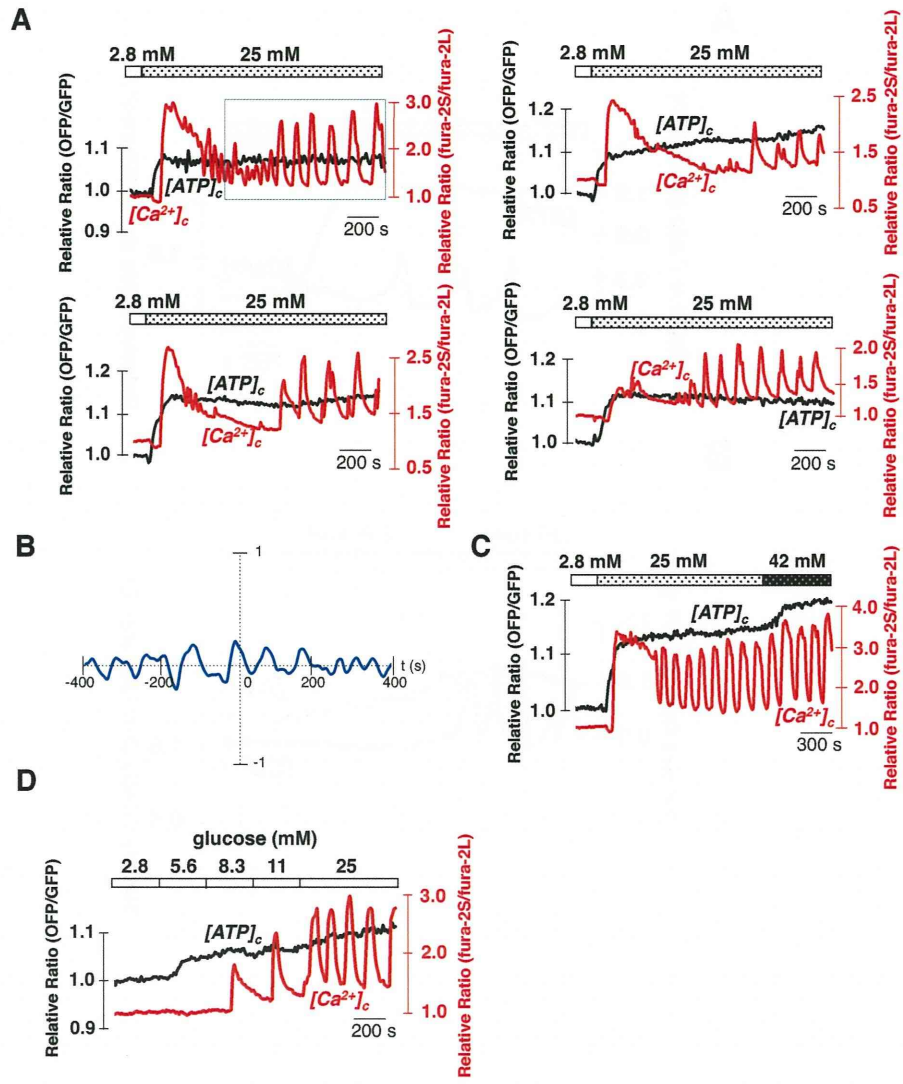 A
2.8 mM 25 mM
Relative Ratio (OFP/GFP)
1.1
1.0
0.9
[ATP]c
[Ca2+]c
3.0
2.0
1.0
Relative Ratio (fura-2S/fura-2L)
200 s
2.8 mM 25 mM
Relative Ratio (OFP/GFP)
1.2
1.1
1.0
[ATP]c
[Ca2+]c
2.5
1.5
0.5
Relative Ratio (fura-2S/fura-2L)
200 s
2.8 mM 25 mM
Relative Ratio (OFP/GFP)
1.2
1.1
1.0
[ATP]c
[Ca2+]c
2.5
1.5
0.5
Relative Ratio (fura-2S/fura-2L)
200 s
2.8 mM 25 mM
Relative Ratio (OFP/GFP)
1.2
1.1
1.0
[Ca2+]c
[ATP]c
2.0
1.5
1.0
Relative Ratio (fura-2S/fura-2L)
200 s
B
1
-400 -200 0 200 400 t (s)
-1
C
2.8 mM 25 mM 42 mM
Relative Ratio (OFP/GFP)
1.2
1.1
1.0
[ATP]c
[Ca2+]c
4.0
3.0
2.0
1.0
Relative Ratio (fura-2S/fura-2L)
300 s
D
glucose (mM)
2.8 5.6 8.3 11 25
Relative Ratio (OFP/GFP)
1.1
1.0
0.9
[ATP]c
[Ca2+]c
3.0
2.0
1.0
Relative Ratio (fura-2S/fura-2L)
200 s